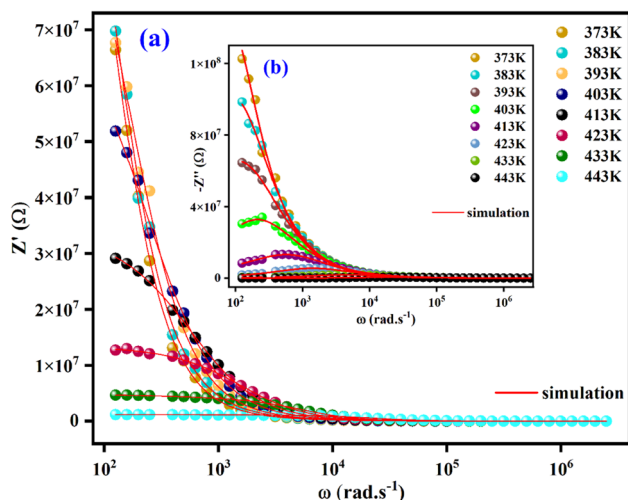 (a)
(b)
7×10⁷
6×10⁷
5×10⁷
4×10⁷
3×10⁷
2×10⁷
1×10⁷
0
Z' (Ω)
10² 10³ 10⁴ 10⁵ 10⁶
ω (rad.s⁻¹)
373K
383K
393K
403K
413K
423K
433K
443K
simulation
1×10⁸
8×10⁷
4×10⁷
0
-Z'' (Ω)
10² 10³ 10⁴ 10⁵ 10⁶
ω (rad.s⁻¹)
373K
383K
393K
403K
413K
423K
433K
443K
simulation